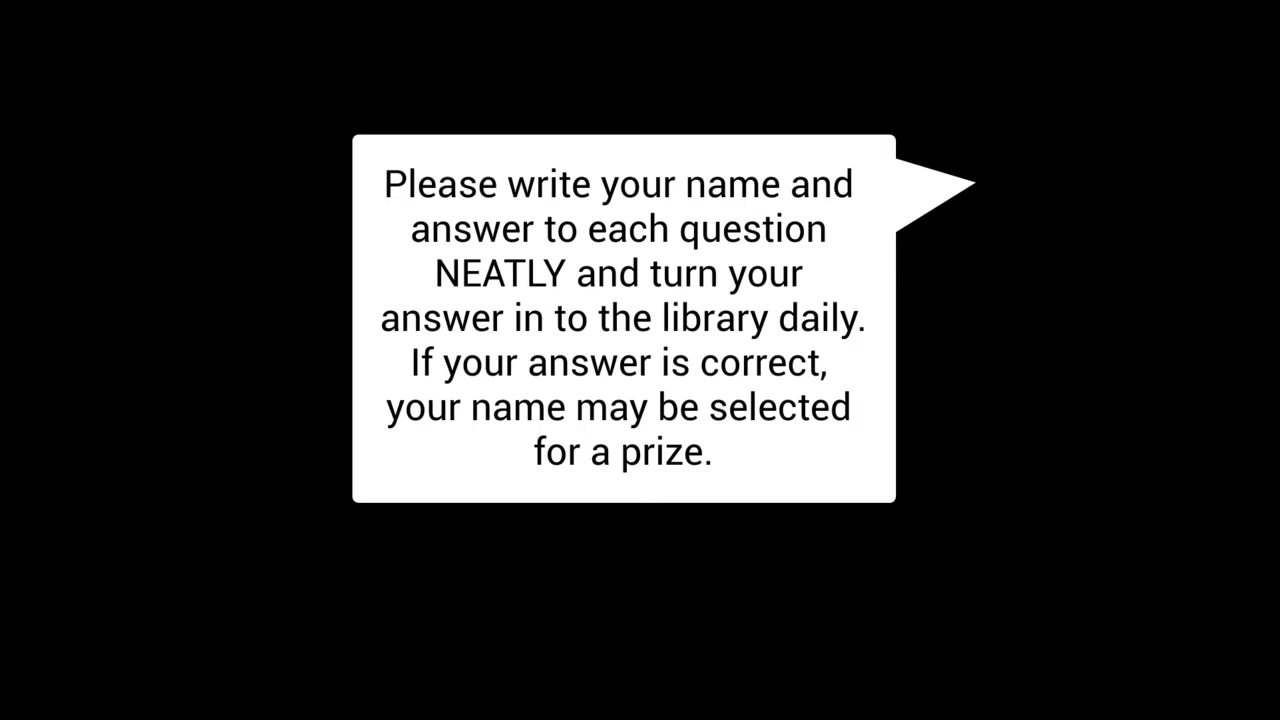 Please write your name and
answer to each question
NEATLY and turn your
answer in to the library daily.
If your answer is correct,
your name may be selected
for a prize.